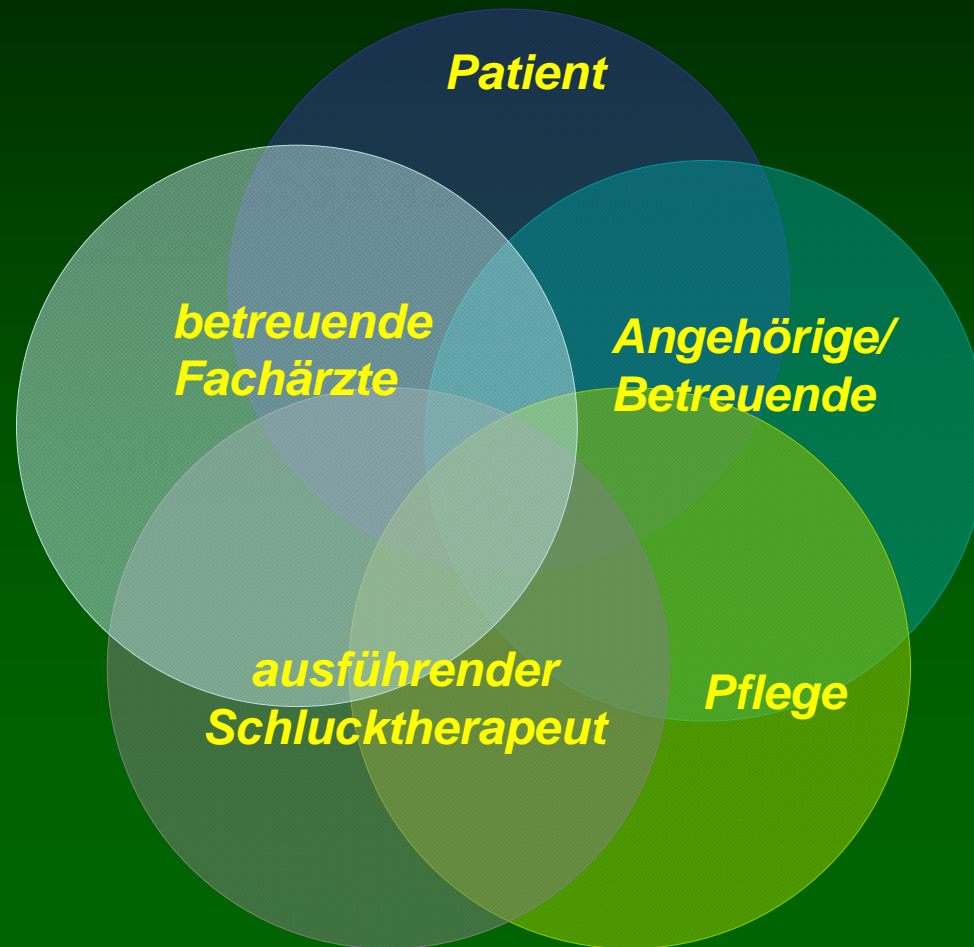 Patient
betreuende
Fachärzte
Angehörige/
Betreuende
ausführender
Schlucktherapeut
Pflege